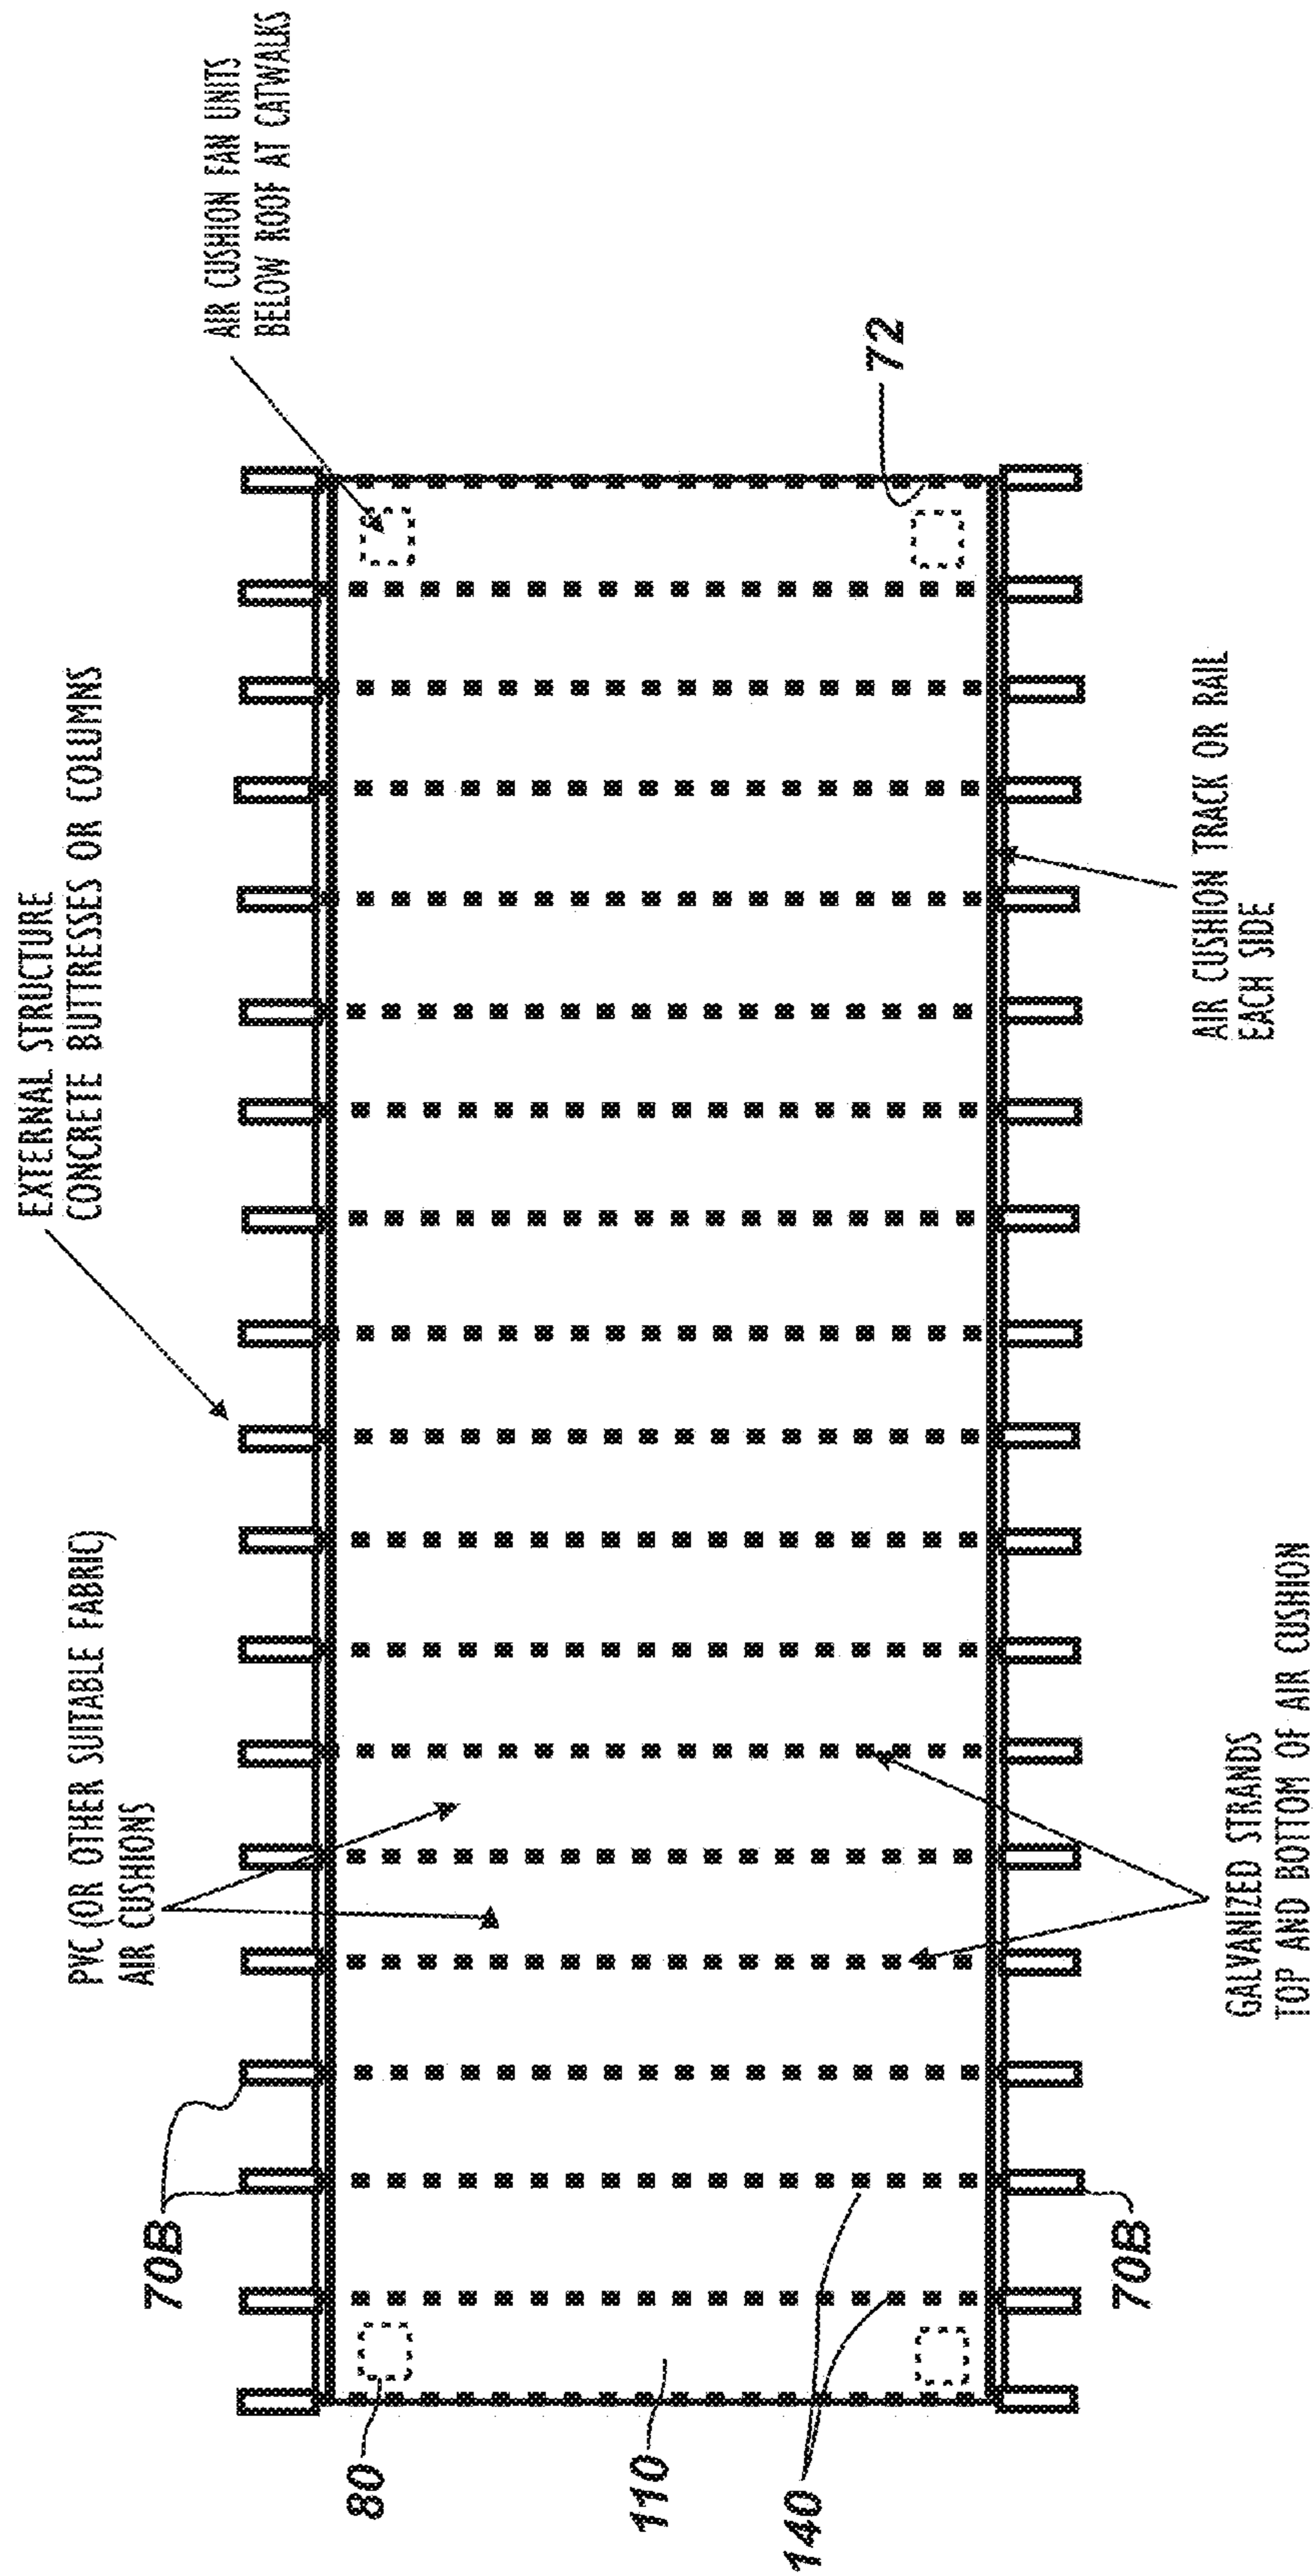 EXTERNAL STRUCTURE
CONCRETE BUTTRESSES OR COLUMNS
PVC (OR OTHER SUITABLE FABRIC)
AIR CUSHIONS
AIR CUSHION FAN UNITS
BELOW ROOF AT CATWALKS
70B
80
110
140
72
70B
AIR CUSHION TRACK OR RAIL
EACH SIDE
GALVANIZED STRANDS
TOP AND BOTTOM OF AIR CUSHION